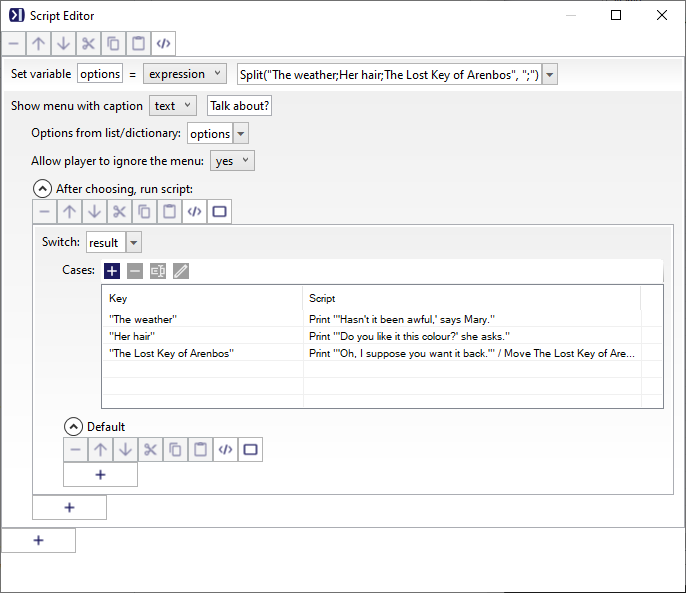 Script Editor
Set variable options = expression Split("The weather;Her hair;The Lost Key of Arenbos", ";")
Show menu with caption text Talk about?
Options from list/dictionary: options
Allow player to ignore the menu: yes
After choosing, run script:
Switch: result
Cases:
Key Script
"The weather" Print "'Hasn't it been awful,' says Mary."
"Her hair" Print "'Do you like it this colour?' she asks."
"The Lost Key of Arenbos" Print "'Oh, I suppose you want it back.'" / Move The Lost Key of Are...
Default